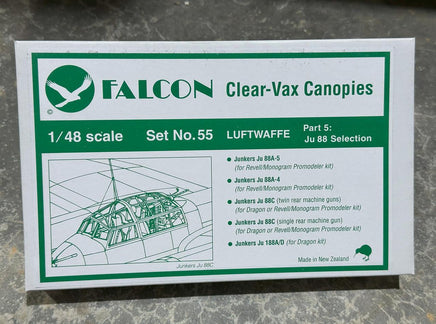 FALCON Clear-Vax Canopies
©
1/48 scale Set No.55 LUFTWAFFE Part 5:
Ju 88 Selection
• Junkers Ju 88A-5
(for Revell/Monogram Promodeler kit)
• Junkers Ju 88A-4
(for Revell/Monogram Promodeler kit)
• Junkers Ju 88C (twin rear machine guns)
(for Dragon or Revell/Monogram Promodeler kit)
• Junkers Ju 88C (single rear machine gun)
(for Dragon or Revell/Monogram Promodeler kit)
• Junkers Ju 188A/D (for Dragon kit)
Junkers Ju 88C
Made in New Zealand